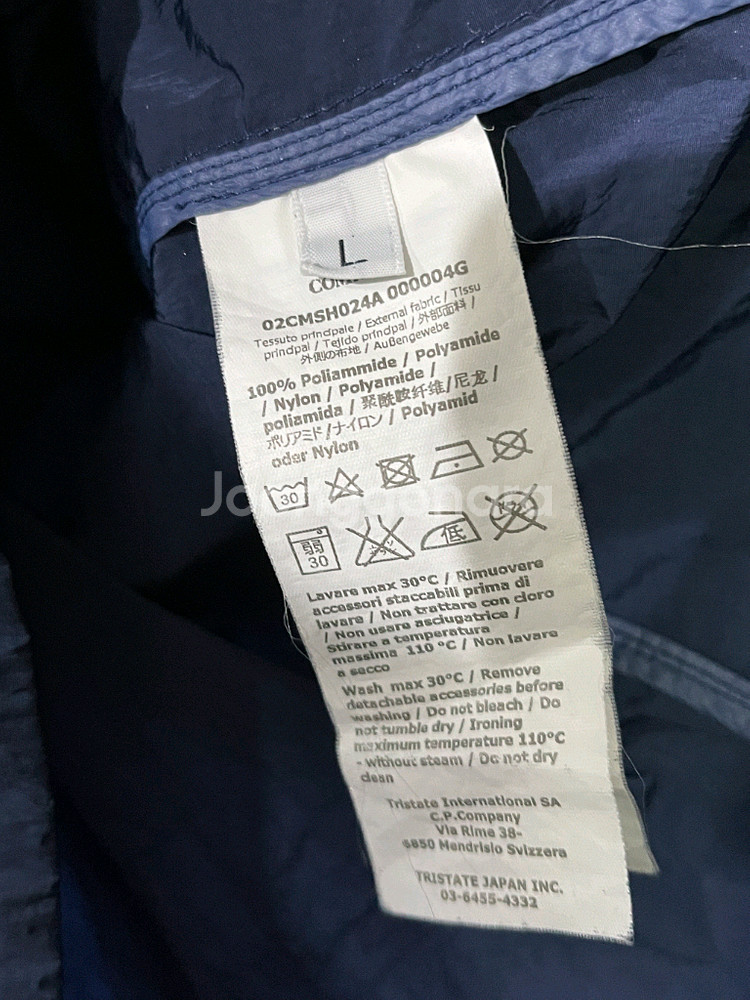 L
02CMSH024A 000004G
Tessuto principale / External fabric / Tissu
principal / Tejido principal / 外部面料 /
外側の布地 / Außengewebe
100% Poliammide / Polyamide
/ Nylon / Polyamide /
poliamida / 聚酰胺纤维/尼龙 /
ポリアミド/ナイロン / Polyamid
oder Nylon
30
弱 30
低
Lavare max 30°C / Rimuovere
accessori staccabili prima di
lavare / Non trattare con cloro
/ Non usare asciugatrice /
Stirare a temperatura
massima 110 °C / Non lavare
a secco
Wash max 30°C / Remove
detachable accessories before
washing / Do not bleach / Do
not tumble dry / Ironing
maximum temperature 110°C
- without steam / Do not dry
clean
Tristate International SA
C.P.Company
Via Rime 38-
6850 Mendrisio Svizzera
TRISTATE JAPAN INC.
03-6455-4332